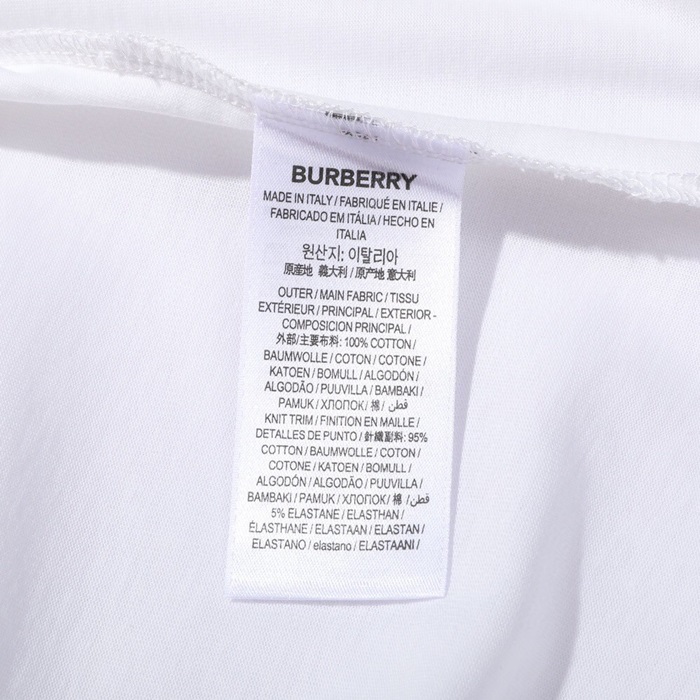 BURBERRY
MADE IN ITALY / FABRIQUÉ EN ITALIE /
FABRICADO EM ITÁLIA / HECHO EN
ITALIA
원산지: 이탈리아
原産地 義大利 / 原产地 意大利
OUTER / MAIN FABRIC / TISSU
EXTÉRIEUR / PRINCIPAL / EXTERIOR -
COMPOSICION PRINCIPAL /
外部/主要布料: 100% COTTON /
BAUMWOLLE / COTON / COTONE /
KATOEN / BOMULL / ALGODÓN /
ALGODÃO / PUUVILLA / BAMBAKI /
PAMUK / ХЛОПОК / 棉 / قطن
KNIT TRIM / FINITION EN MAILLE /
DETALLES DE PUNTO / 針織副料: 95%
COTTON / BAUMWOLLE / COTON /
COTONE / KATOEN / BOMULL /
ALGODÓN / ALGODÃO / PUUVILLA /
BAMBAKI / PAMUK / ХЛОПОК / 棉 / قطن
5% ELASTANE / ELASTHAN /
ÉLASTHANE / ELASTAAN / ELASTAN /
ELASTANO / elastano / ELASTAANI /